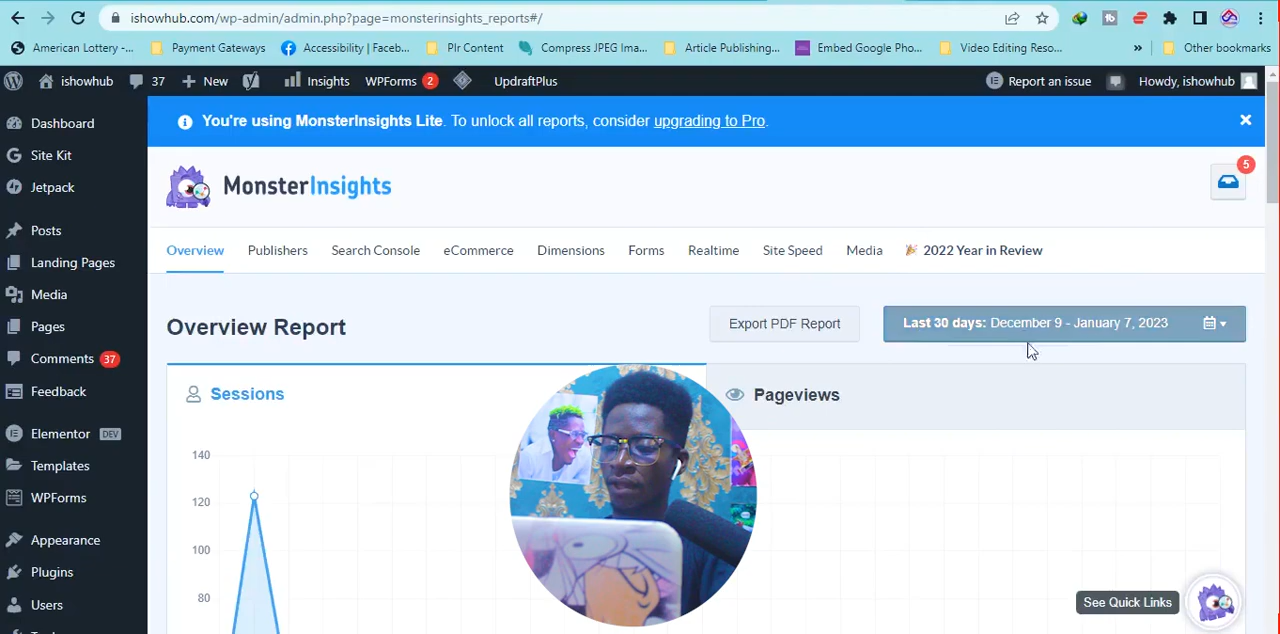 ishowhub.com/wp-admin/admin.php?page=monsterinsights_reports#/
American Lottery -... Payment Gateways Accessibility | Faceb... Plr Content Compress JPEG Ima... Article Publishing... Embed Google Pho... Video Editing Reso... » Other bookmarks
ishowhub 37 New Insights WPForms 2 UpdraftPlus Report an issue Howdy, ishowhub
You're using MonsterInsights Lite. To unlock all reports, consider upgrading to Pro.
Dashboard
Site Kit
Jetpack
Posts
Landing Pages
Media
Pages
Comments 37
Feedback
Elementor DEV
Templates
WPForms
Appearance
Plugins
Users
MonsterInsights
5
Overview Publishers Search Console eCommerce Dimensions Forms Realtime Site Speed Media 2022 Year in Review
Overview Report
Export PDF Report
Last 30 days: December 9 - January 7, 2023
Sessions
Pageviews
140
120
100
80
See Quick Links